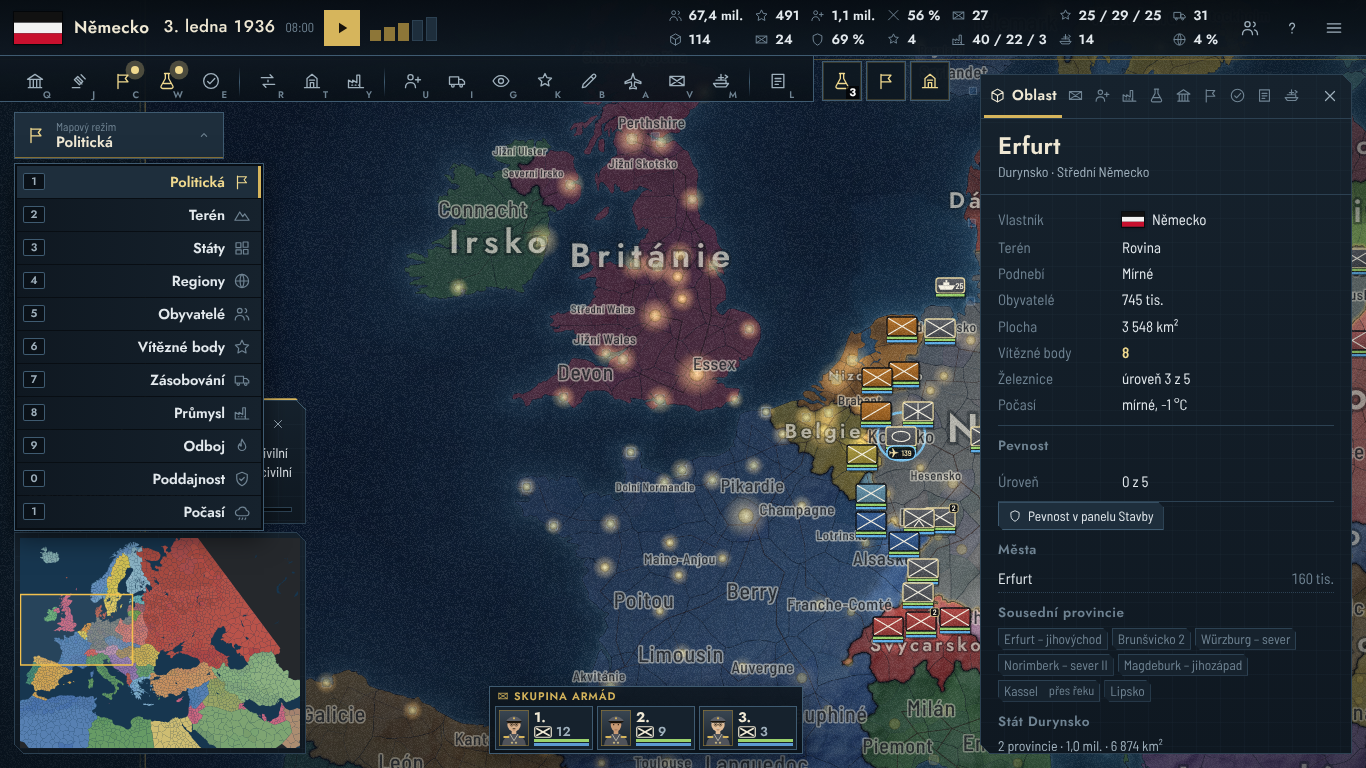 Německo 3. ledna 1936 08:00
67,4 mil. 491 1,1 mil. 56 % 27 25 / 29 / 25 31
114 24 69 % 4 40 / 22 / 3 14 4 %
Q J C W E R T Y U I G K B A V M L
3
Mapový režim
Politická
1 Politická
2 Terén
3 Státy
4 Regiony
5 Obyvatelé
6 Vítězné body
7 Zásobování
8 Průmysl
9 Odboj
0 Poddajnost
1 Počasí
ivilní
civilní
Perthshire
Jižní Ulster
Jižní Skotsko
Severní Irsko
Connacht
Irsko
Británie
Střední Wales
Jižní Wales
Devon
Essex
Belgie
Hesensko
Dolní Normandie
Pikardie
Champagne
Maine-Anjou
Poitou
Berry
Franche-Comté
Limousin
Auvergne
Akvitánie
Švýcarsko
Milán
Piemont
León
Toulouse
Languedoc
25
139
2
2
SKUPINA ARMÁD
1. 12
2. 9
3. 3
Oblast
Erfurt
Durynsko · Střední Německo
Vlastník Německo
Terén Rovina
Podnebí Mírné
Obyvatelé 745 tis.
Plocha 3 548 km²
Vítězné body 8
Železnice úroveň 3 z 5
Počasí mírné, -1 °C
Pevnost
Úroveň 0 z 5
Pevnost v panelu Stavby
Města
Erfurt 160 tis.
Sousední provincie
Erfurt – jihovýchod Brunšvicko 2 Würzburg – sever
Norimberk – sever II Magdeburk – jihozápad
Kassel přes řeku Lipsko
Stát Durynsko
2 provincie · 1,0 mil. · 6 874 km²